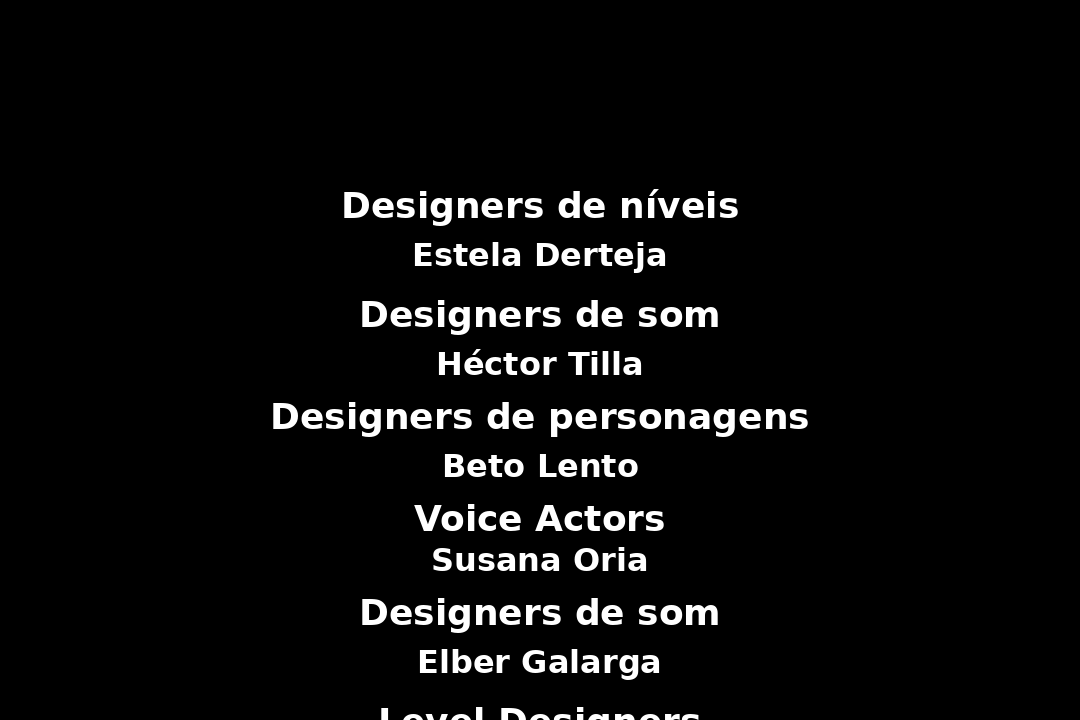 Designers de níveis
Estela Derteja
Designers de som
Héctor Tilla
Designers de personagens
Beto Lento
Voice Actors
Susana Oria
Designers de som
Elber Galarga
Level Designers